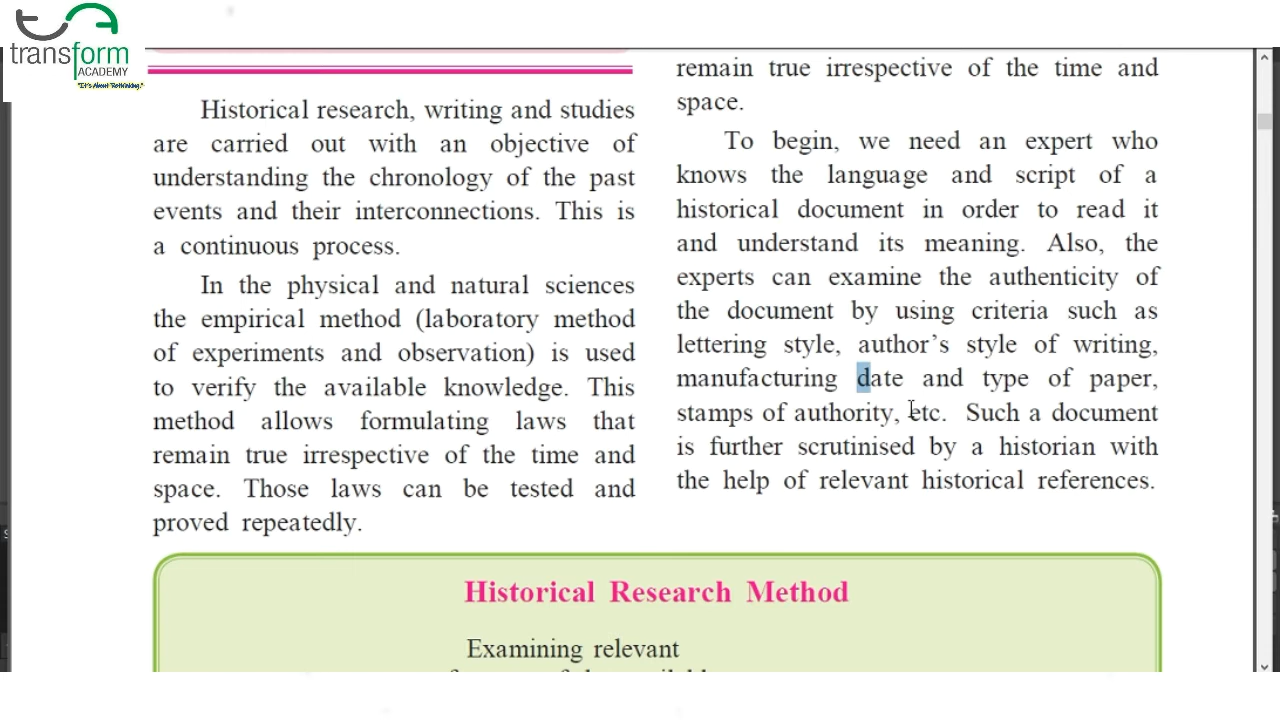 transform
ACADEMY
"It's About Rethinking."
Historical research, writing and studies
are carried out with an objective of
understanding the chronology of the past
events and their interconnections. This is
a continuous process.
In the physical and natural sciences
the empirical method (laboratory method
of experiments and observation) is used
to verify the available knowledge. This
method allows formulating laws that
remain true irrespective of the time and
space. Those laws can be tested and
proved repeatedly.
remain true irrespective of the time and
space.
To begin, we need an expert who
knows the language and script of a
historical document in order to read it
and understand its meaning. Also, the
experts can examine the authenticity of
the document by using criteria such as
lettering style, author's style of writing,
manufacturing date and type of paper,
stamps of authority, etc. Such a document
is further scrutinised by a historian with
the help of relevant historical references.
Historical Research Method
Examining relevant